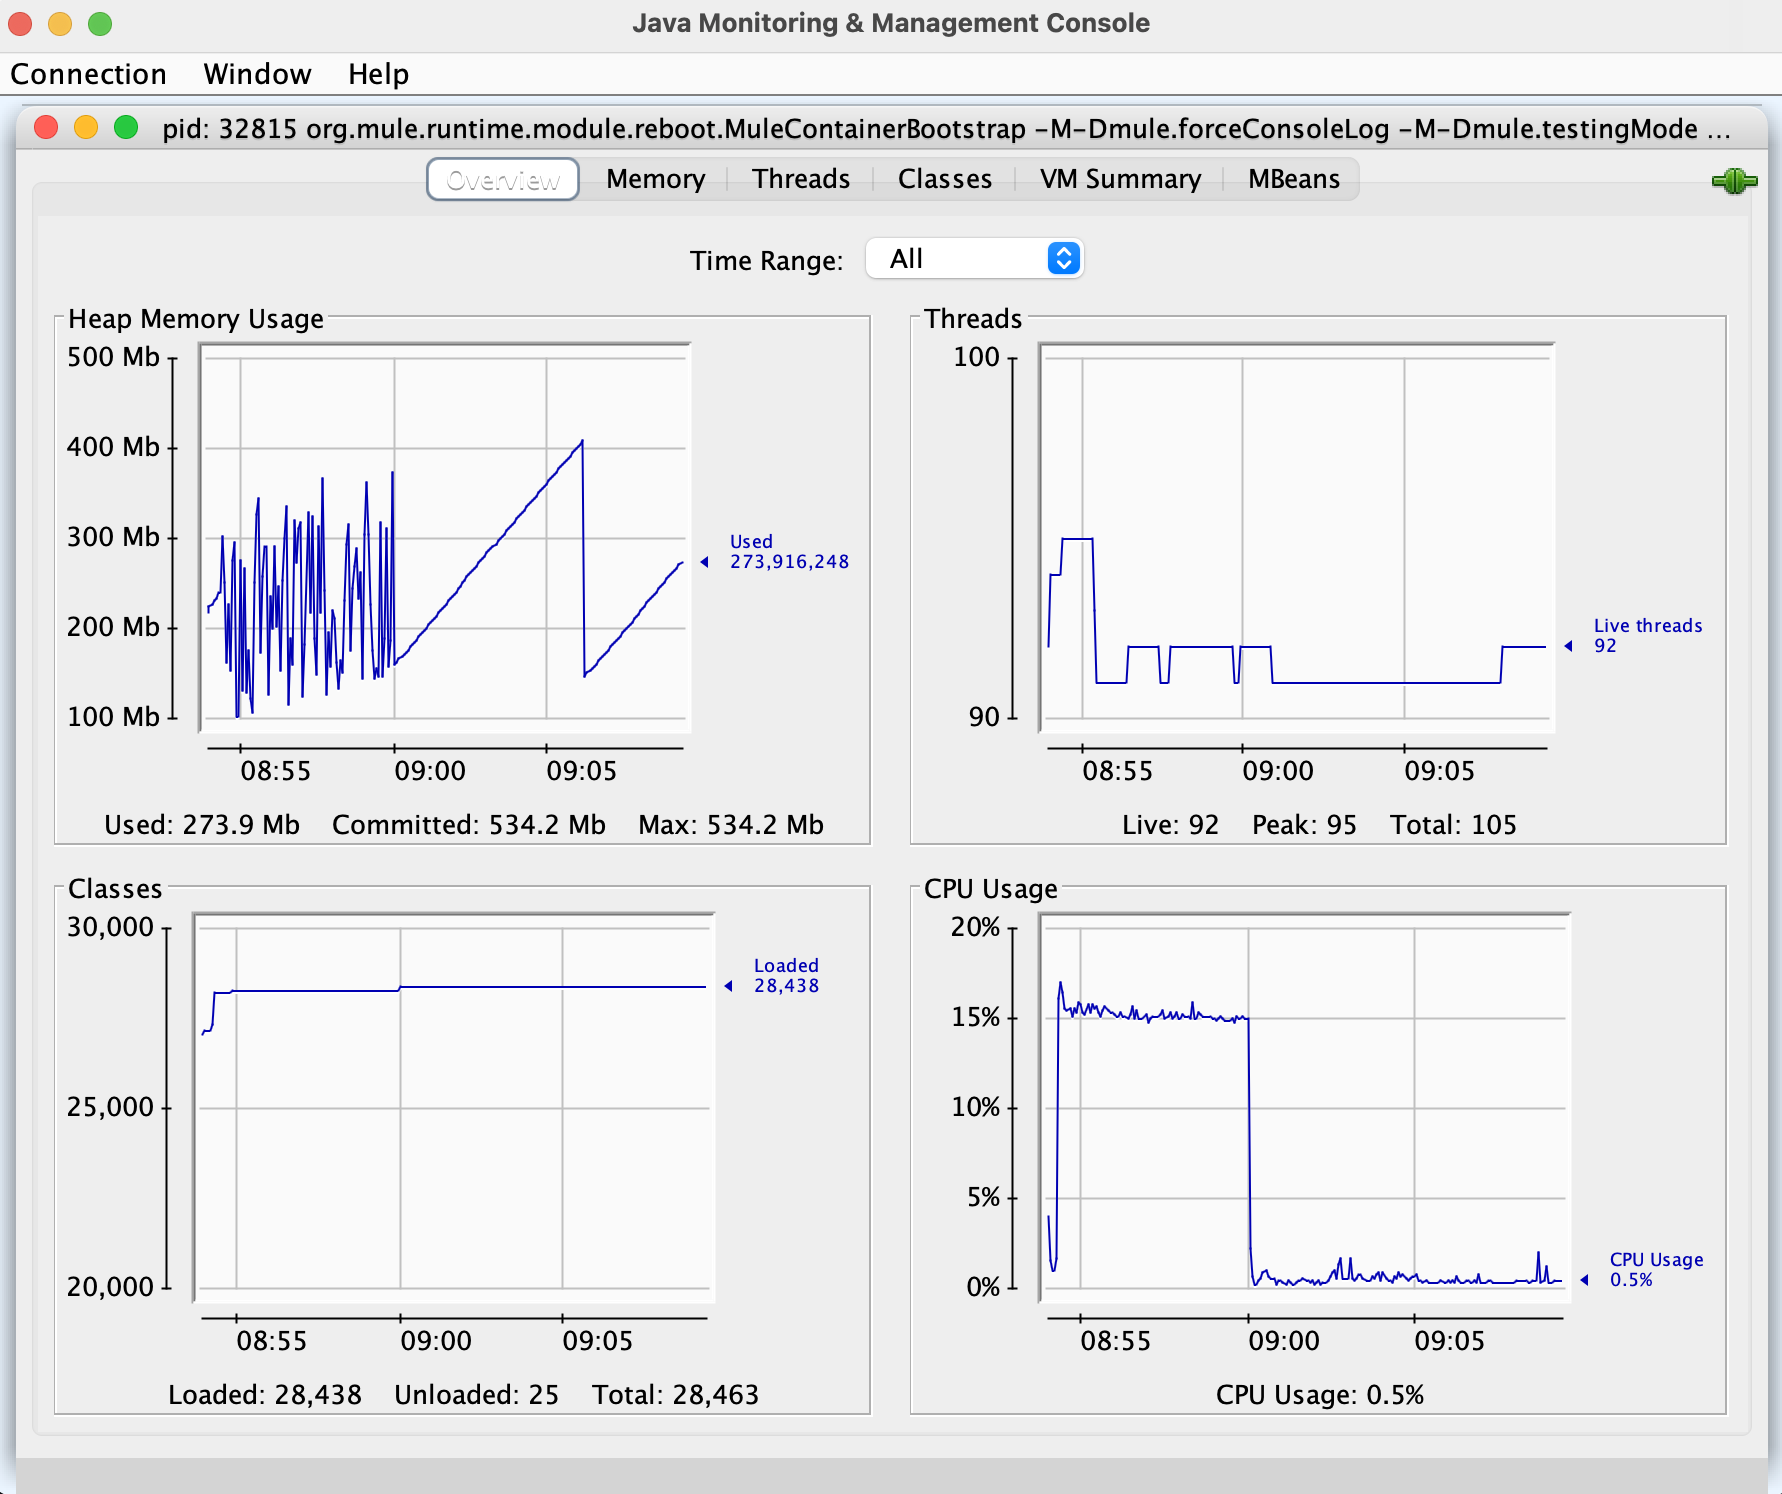 Java Monitoring & Management Console
Connection Window Help
pid: 32815 org.mule.runtime.module.reboot.MuleContainerBootstrap -M-Dmule.forceConsoleLog -M-Dmule.testingMode ...
Overview Memory Threads Classes VM Summary MBeans
Time Range: All
Heap Memory Usage
500 Mb
400 Mb
300 Mb
200 Mb
100 Mb
Used
273,916,248
08:55 09:00 09:05
Used: 273.9 Mb Committed: 534.2 Mb Max: 534.2 Mb
Threads
100
90
Live threads
92
08:55 09:00 09:05
Live: 92 Peak: 95 Total: 105
Classes
30,000
25,000
20,000
Loaded
28,438
08:55 09:00 09:05
Loaded: 28,438 Unloaded: 25 Total: 28,463
CPU Usage
20%
15%
10%
5%
0%
CPU Usage
0.5%
08:55 09:00 09:05
CPU Usage: 0.5%